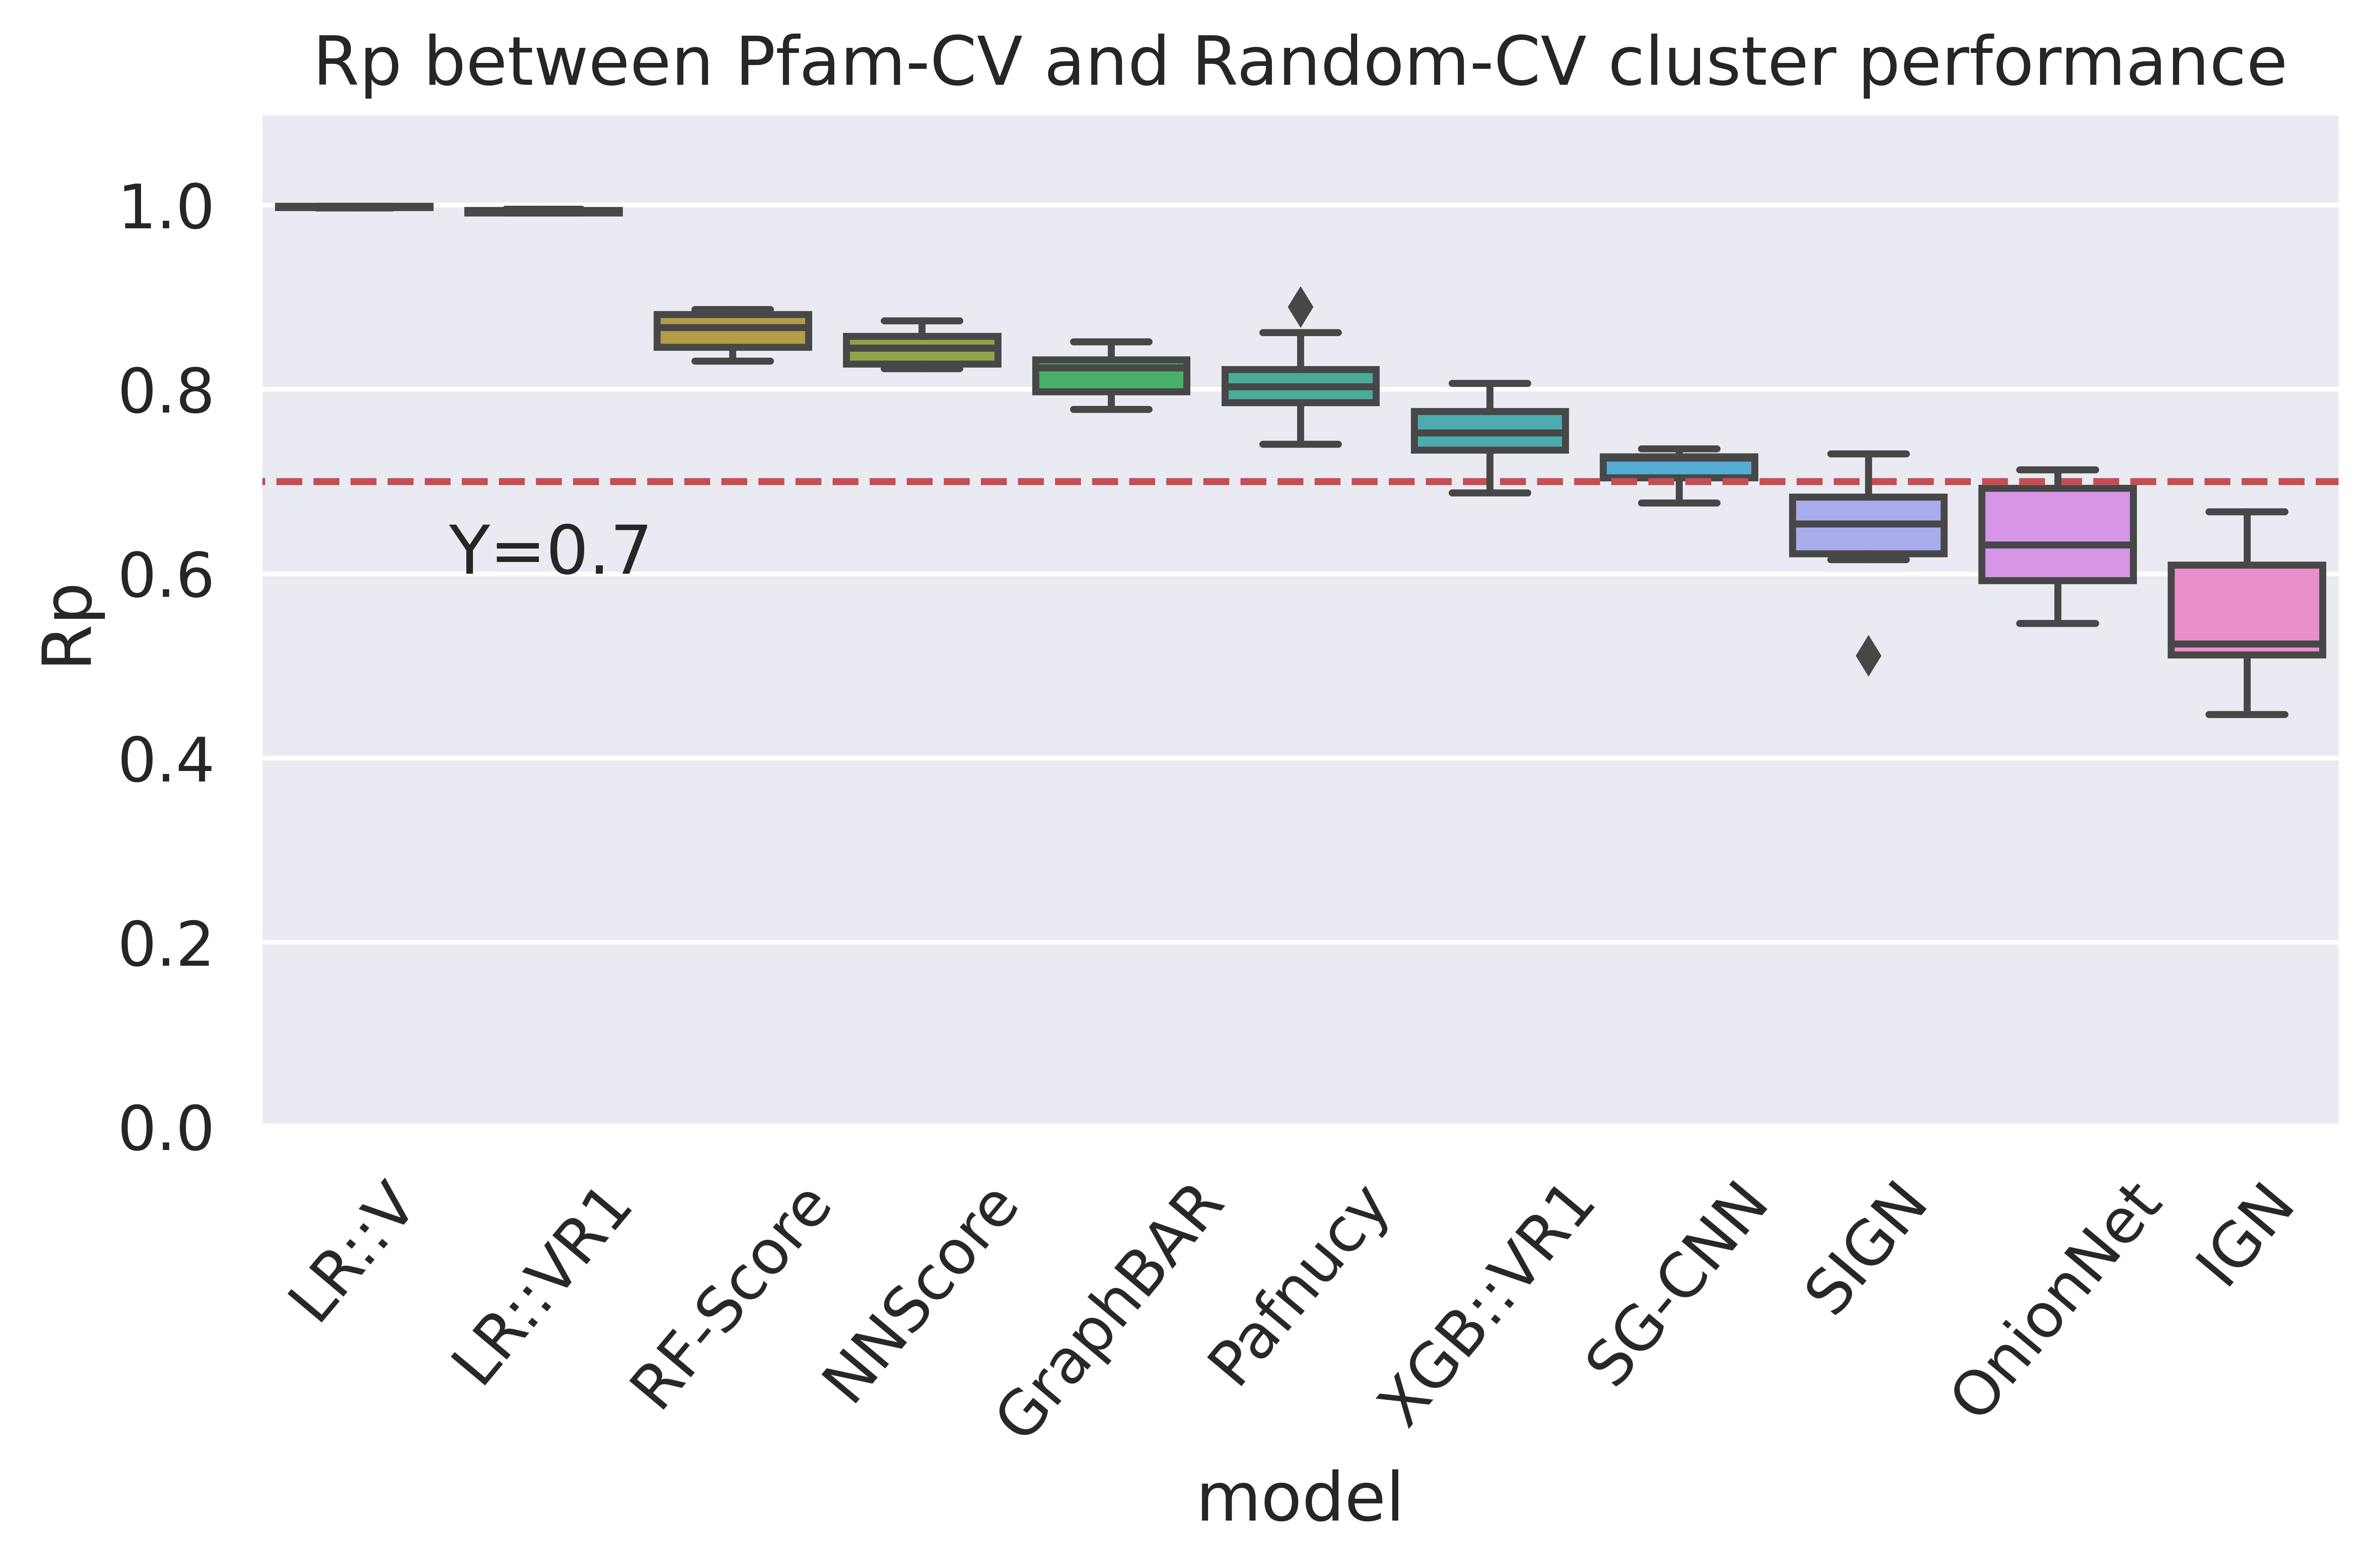 Rp between Pfam-CV and Random-CV cluster performance
1.0
0.8
0.6
0.4
0.2
0.0
Rp
Y=0.7
LR::V
LR::VR1
RF-Score
NNScore
GraphBAR
Pafnucy
XGB::VR1
SG-CNN
SIGN
OnionNet
IGN
model